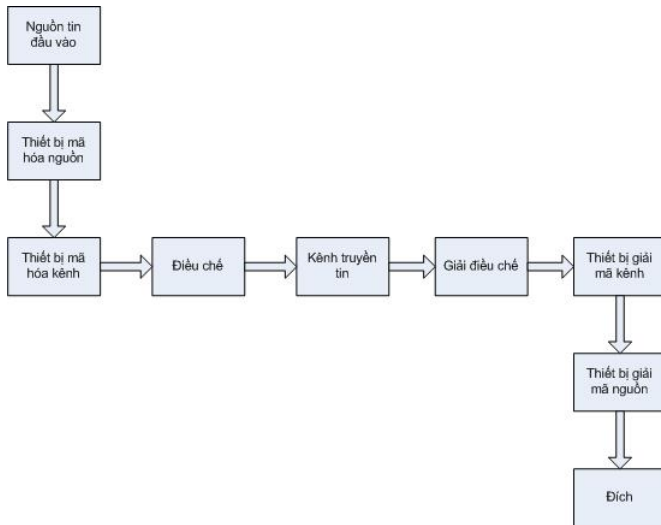 Nguồn tin
đầu vào
Thiết bị mã
hóa nguồn
Thiết bị mã
hóa kênh
Điều chế
Kênh truyền
tin
Giải điều chế
Thiết bị giải
mã kênh
Thiết bị giải
mã nguồn
Đích